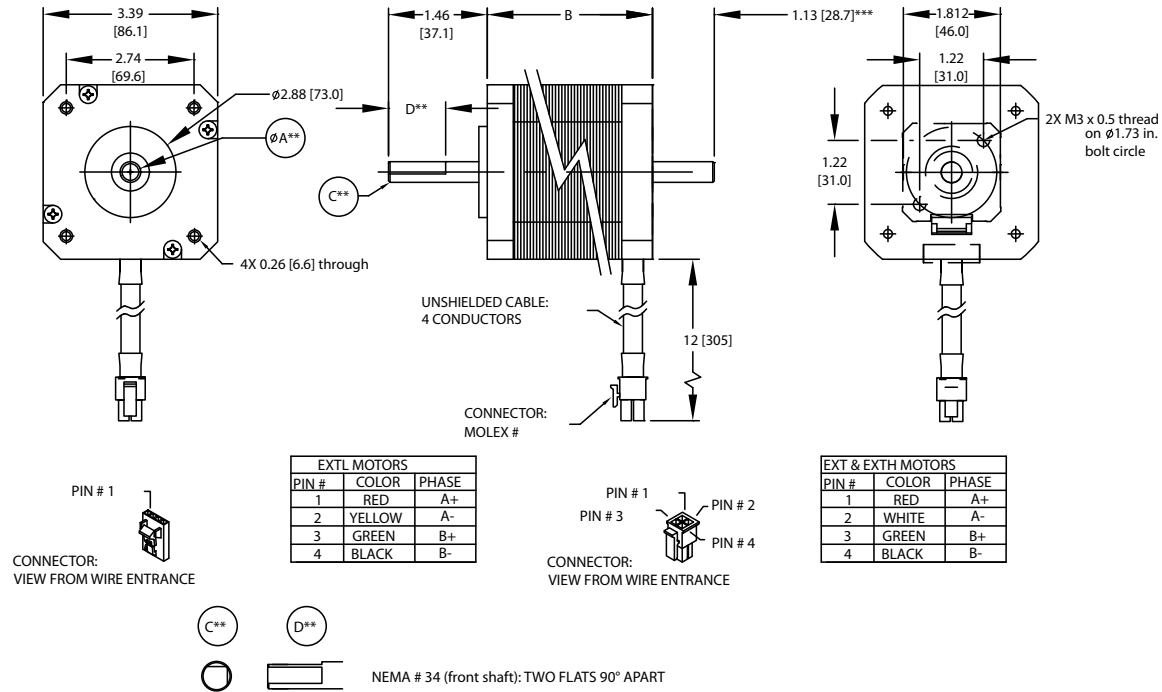 3.39
[86.1]
2.74
[69.6]
ø2.88 [73.0]
øA**
4X 0.26 [6.6] through
1.46
[37.1]
B
1.13 [28.7]***
D**
C**
UNSHIELDED CABLE:
4 CONDUCTORS
12 [305]
CONNECTOR:
MOLEX #
1.812
[46.0]
1.22
[31.0]
2X M3 x 0.5 thread
on ø1.73 in.
bolt circle
1.22
[31.0]
PIN # 1
CONNECTOR:
VIEW FROM WIRE ENTRANCE
EXTL MOTORS
PIN # COLOR PHASE
1 RED A+
2 YELLOW A-
3 GREEN B+
4 BLACK B-
PIN # 1
PIN # 2
PIN # 3
PIN # 4
CONNECTOR:
VIEW FROM WIRE ENTRANCE
EXT & EXTH MOTORS
PIN # COLOR PHASE
1 RED A+
2 WHITE A-
3 GREEN B+
4 BLACK B-
C**
D**
NEMA # 34 (front shaft): TWO FLATS 90° APART